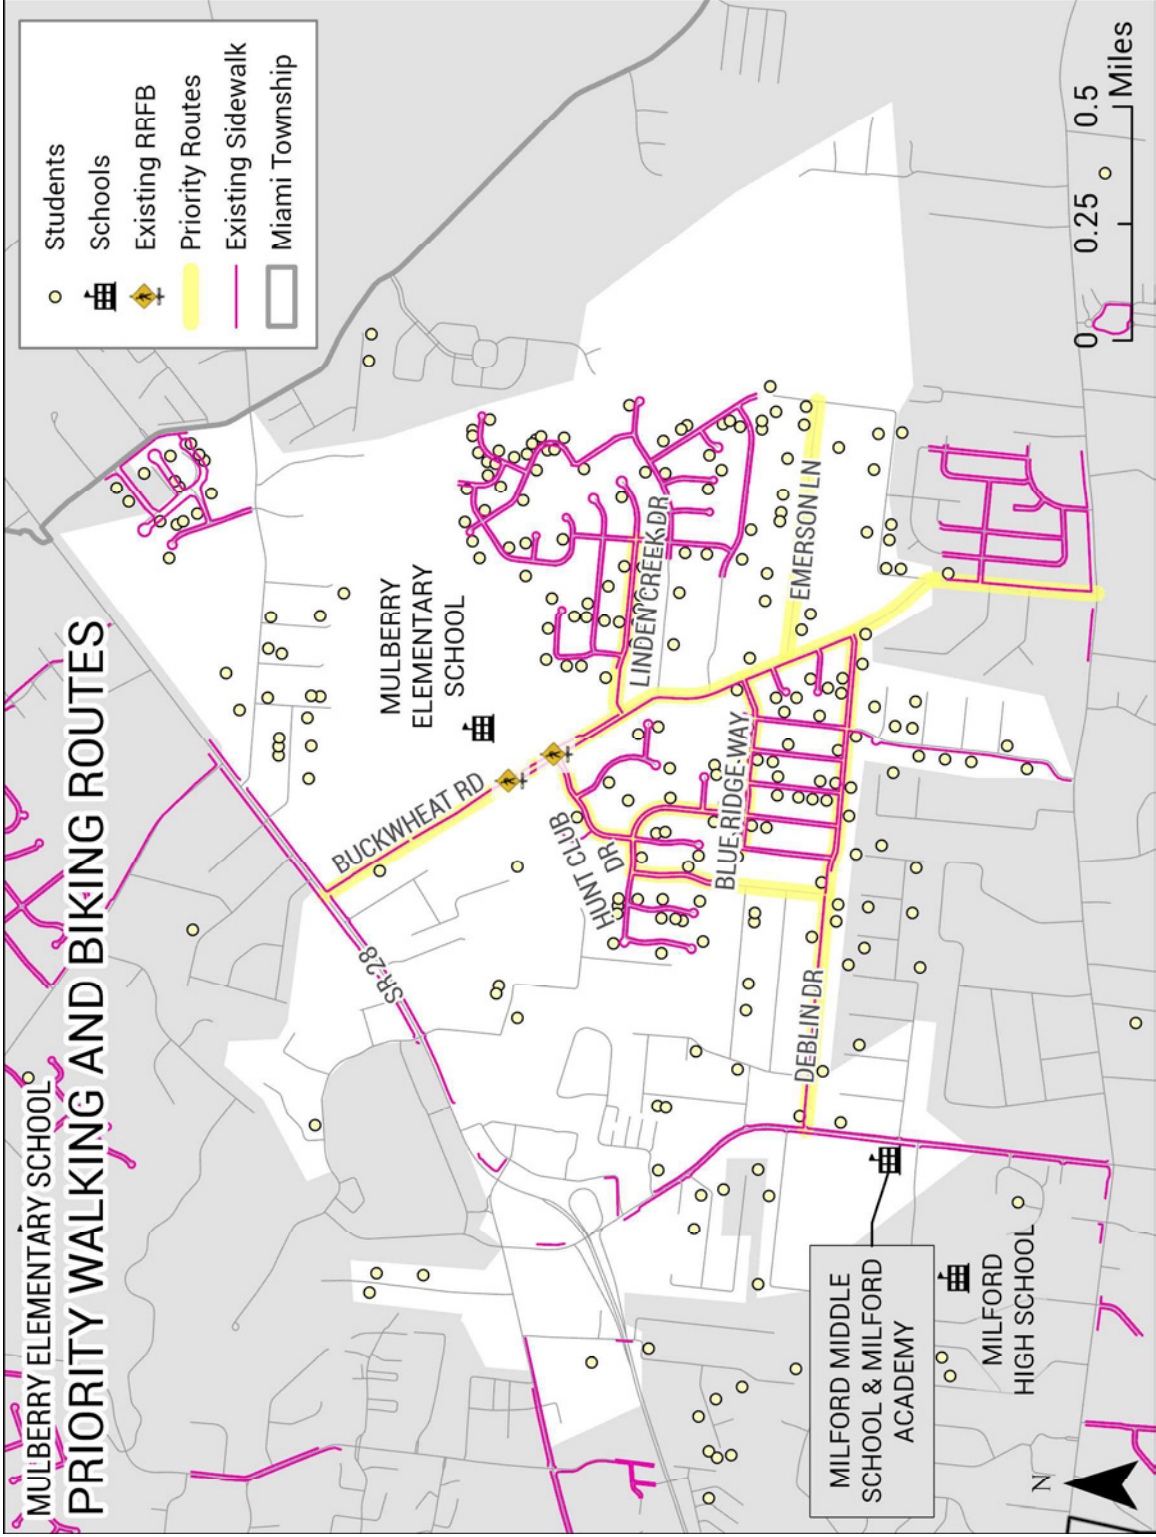 MULBERRY ELEMENTARY SCHOOL
PRIORITY WALKING AND BIKING ROUTES
Students
Schools
Existing RRFB
Priority Routes
Existing Sidewalk
Miami Township
SR-28
BUCKWHEAT RD
MULBERRY
ELEMENTARY
SCHOOL
HUNT CLUB
DR
LINDEN CREEK DR
BLUE RIDGE WAY
EMERSON LN
DEBLIN DR
MILFORD MIDDLE
SCHOOL & MILFORD
ACADEMY
MILFORD
HIGH SCHOOL
N
0 0.25 0.5
Miles